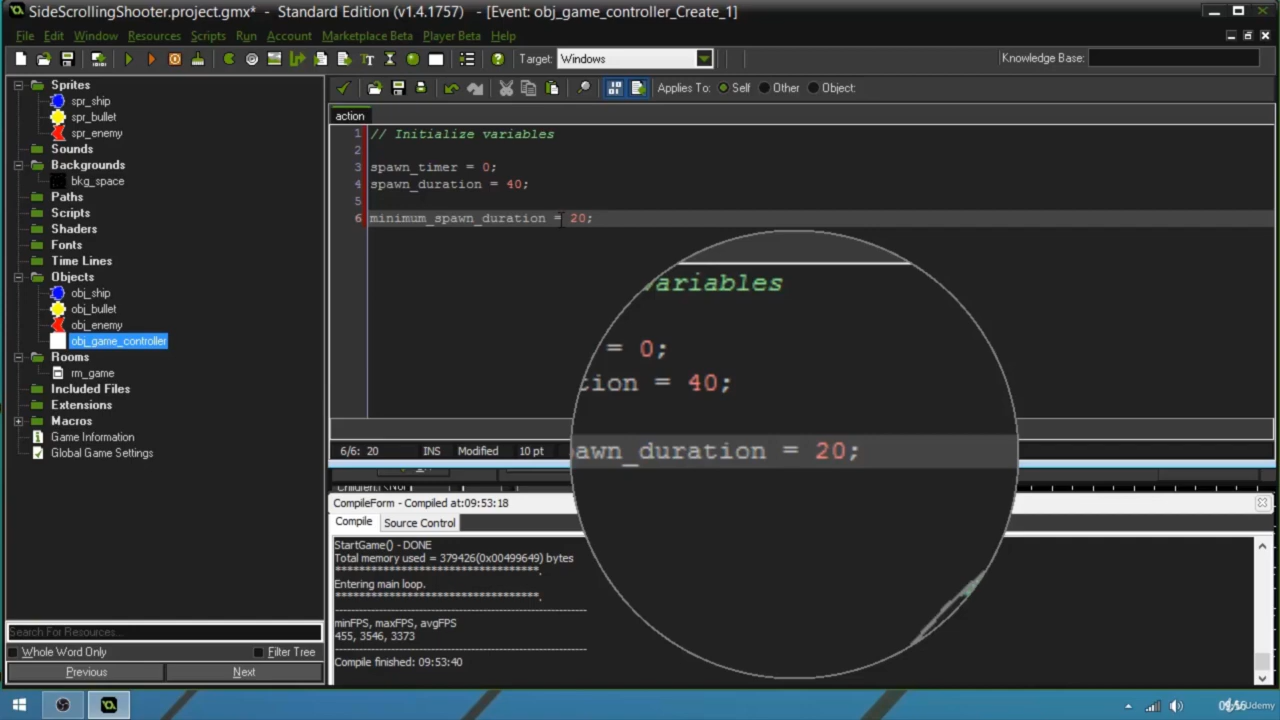 SideScrollingShooter.project.gmx* - Standard Edition (v1.4.1757) - [Event: obj_game_controller_Create_1]
File Edit Window Resources Scripts Run Account Marketplace Beta Player Beta Help
Target: Windows Knowledge Base:
Applies To: Self Other Object:
Sprites
spr_ship
spr_bullet
spr_enemy
Sounds
Backgrounds
bkg_space
Paths
Scripts
Shaders
Fonts
Time Lines
Objects
obj_ship
obj_bullet
obj_enemy
obj_game_controller
Rooms
rm_game
Included Files
Extensions
Macros
Game Information
Global Game Settings
Search For Resources...
Whole Word Only Filter Tree
Previous Next
action
1 // Initialize variables
2
3 spawn_timer = 0;
4 spawn_duration = 40;
5
6 minimum_spawn_duration = 20;
ariables
= 0;
tion = 40;
awn_duration = 20;
6/6: 20 INS Modified 10 pt
CompileForm - Compiled at:09:53:18
Compile Source Control
StartGame() - DONE
Total memory used = 379426(0x00499649) bytes
***********************************.
Entering main loop.
***********************************.
minFPS, maxFPS, avgFPS
455, 3546, 3373
Compile finished: 09:53:40
Udemy